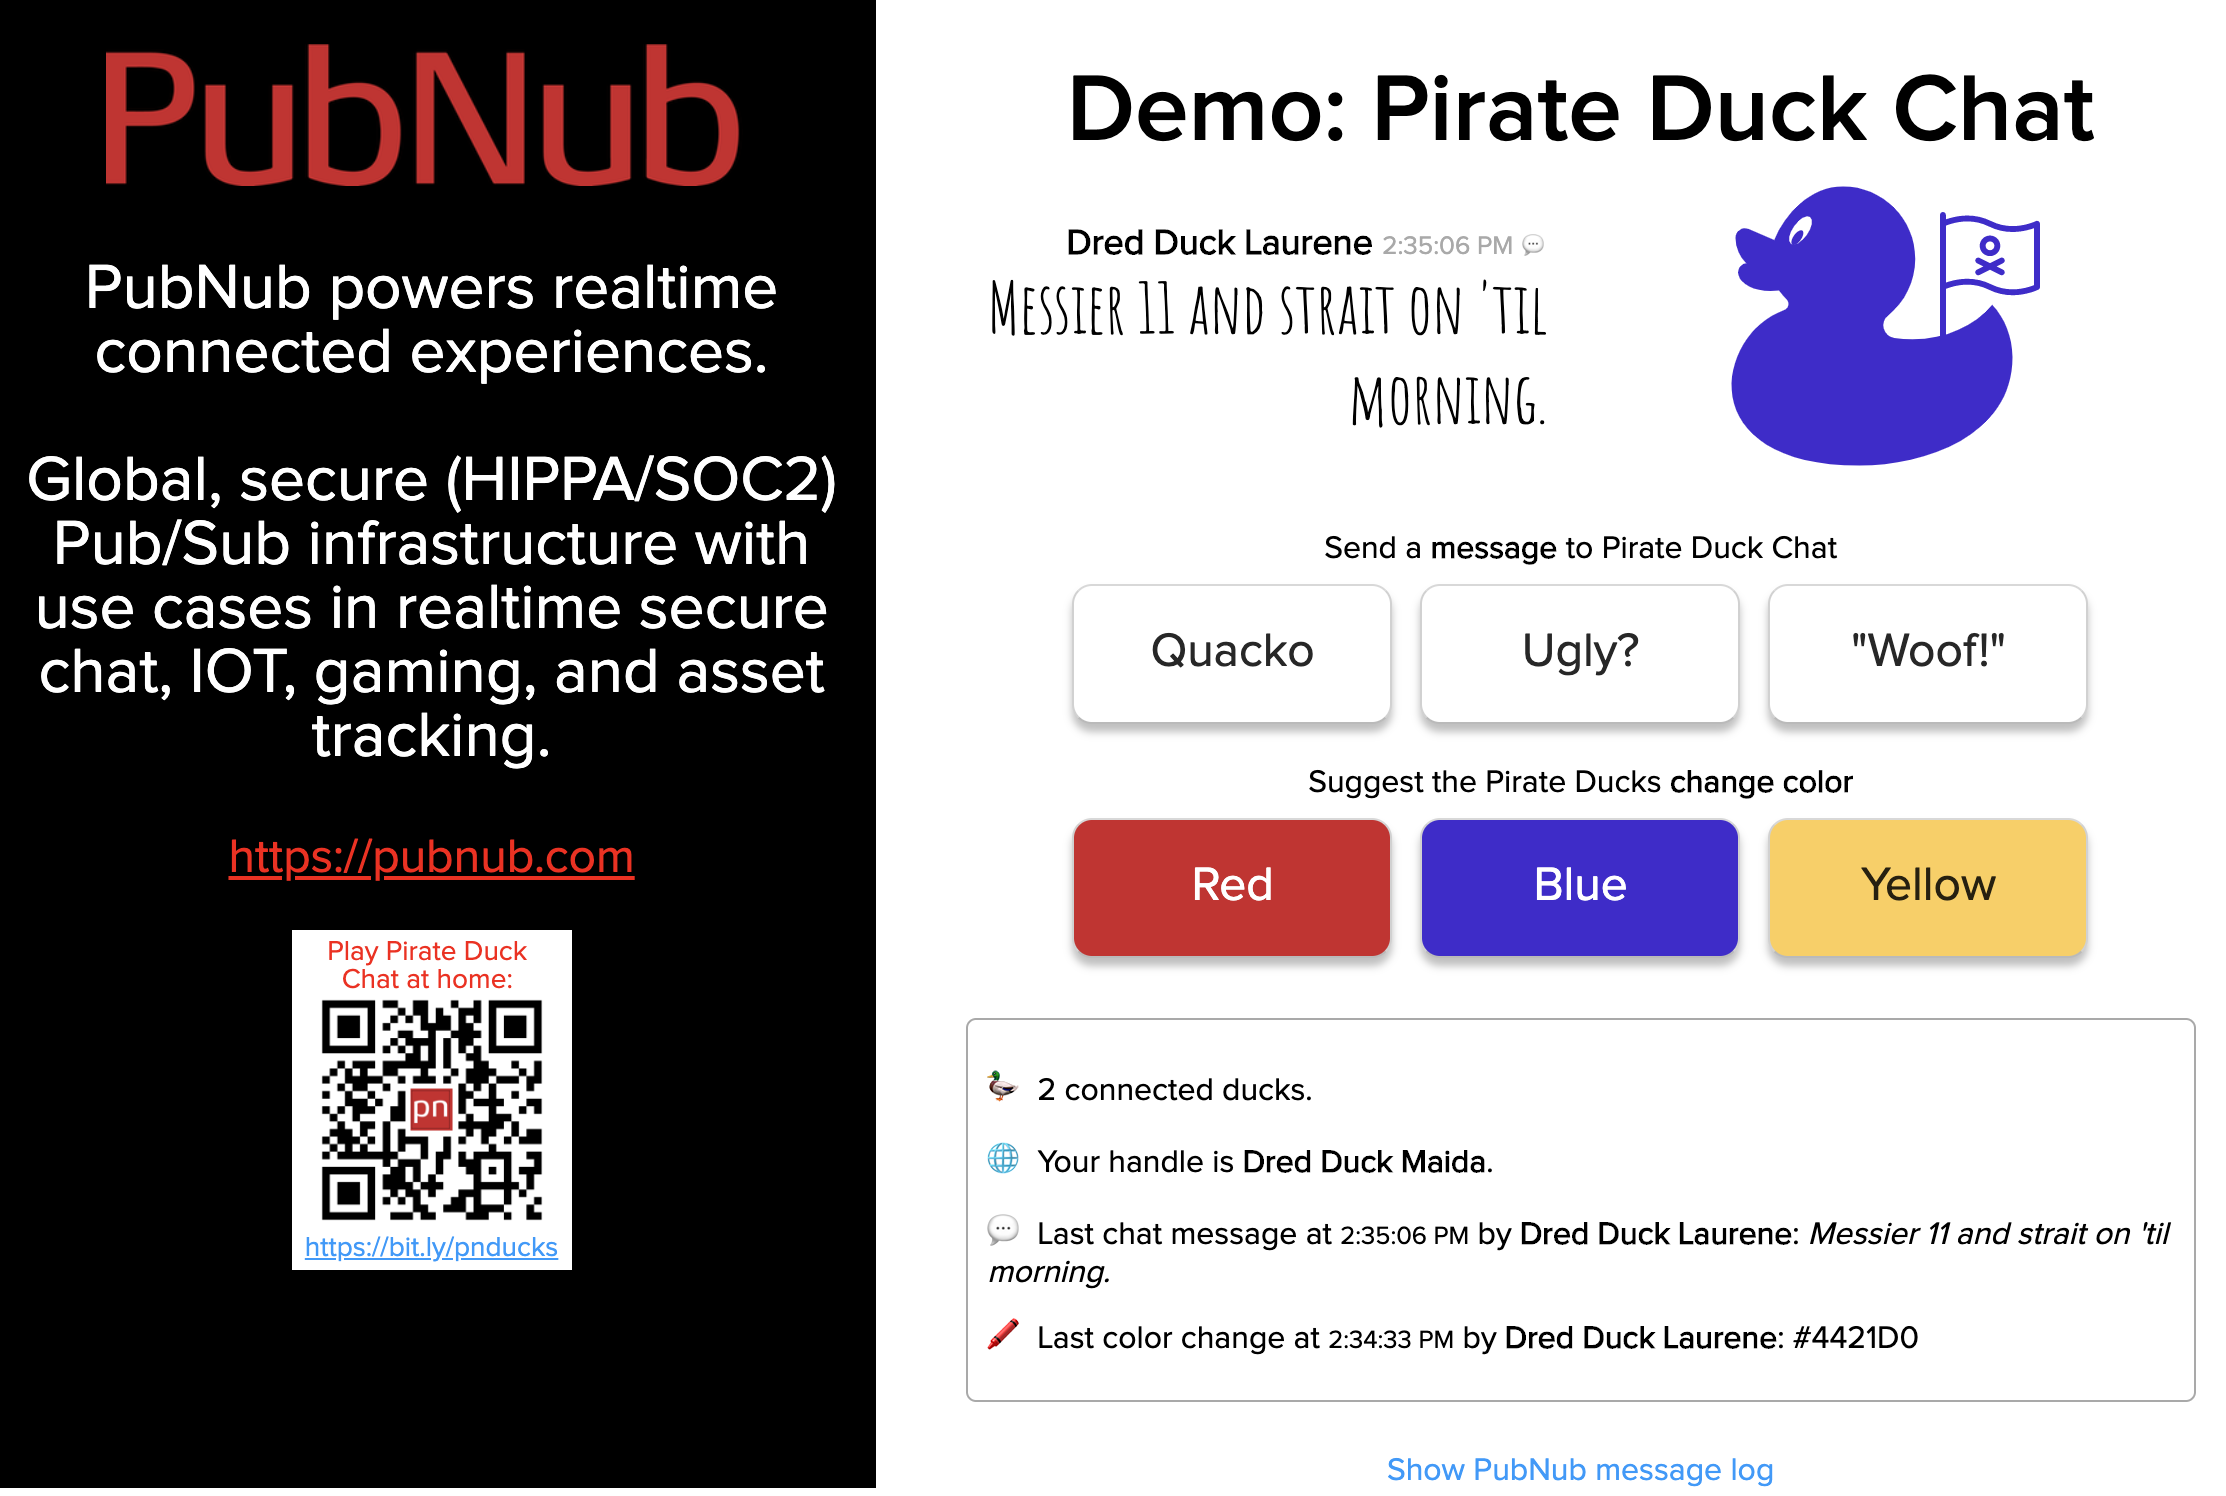 PubNub
PubNub powers realtime
connected experiences.
Global, secure (HIPPA/SOC2)
Pub/Sub infrastructure with
use cases in realtime secure
chat, IOT, gaming, and asset
tracking.
https://pubnub.com
Play Pirate Duck
Chat at home:
pn
https://bit.ly/pnducks
Demo: Pirate Duck Chat
Dred Duck Laurene 2:35:06 PM 💬
Messier 11 and strait on 'til
morning.
Send a message to Pirate Duck Chat
Quacko
Ugly?
"Woof!"
Suggest the Pirate Ducks change color
Red
Blue
Yellow
2 connected ducks.
Your handle is Dred Duck Maida.
Last chat message at 2:35:06 PM by Dred Duck Laurene: Messier 11 and strait on 'til
morning.
Last color change at 2:34:33 PM by Dred Duck Laurene: #4421D0
Show PubNub message log